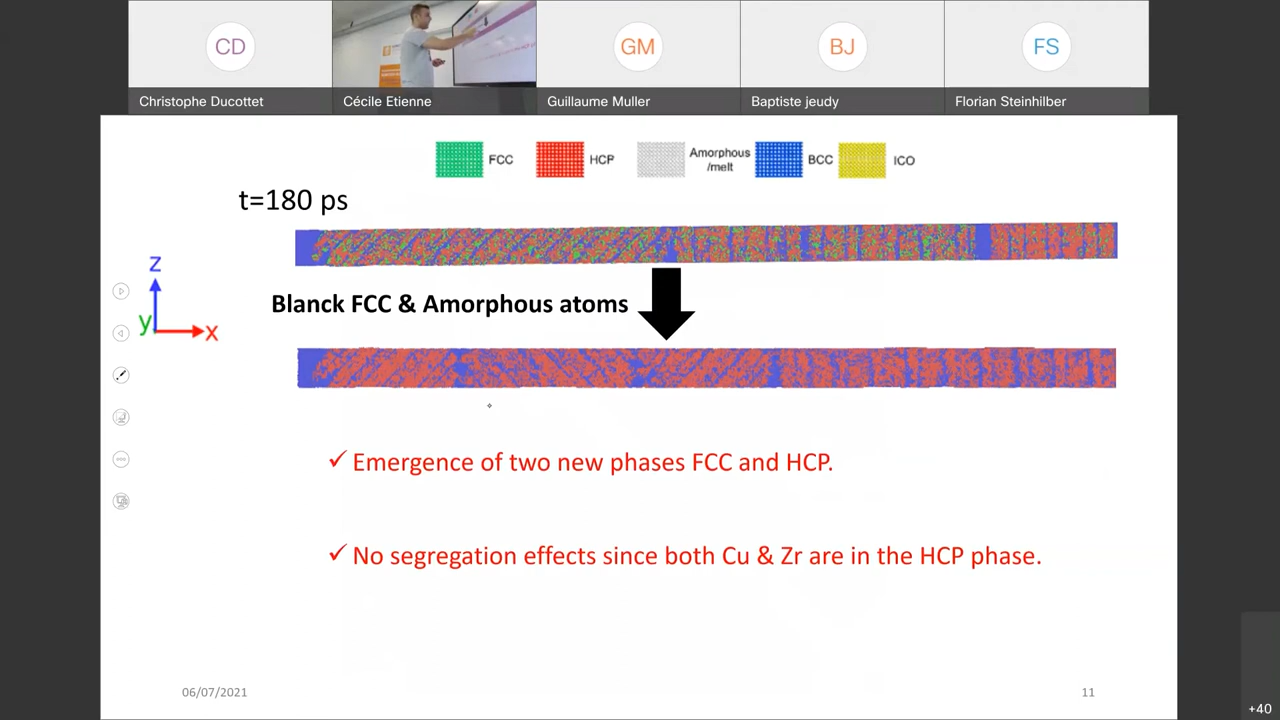 CD
GM
BJ
FS
Christophe Ducottet
Cécile Etienne
Guillaume Muller
Baptiste jeudy
Florian Steinhilber
FCC
HCP
Amorphous
/melt
BCC
ICO
t=180 ps
z
y
x
Blanck FCC & Amorphous atoms
✓ Emergence of two new phases FCC and HCP.
✓ No segregation effects since both Cu & Zr are in the HCP phase.
06/07/2021
11
+40